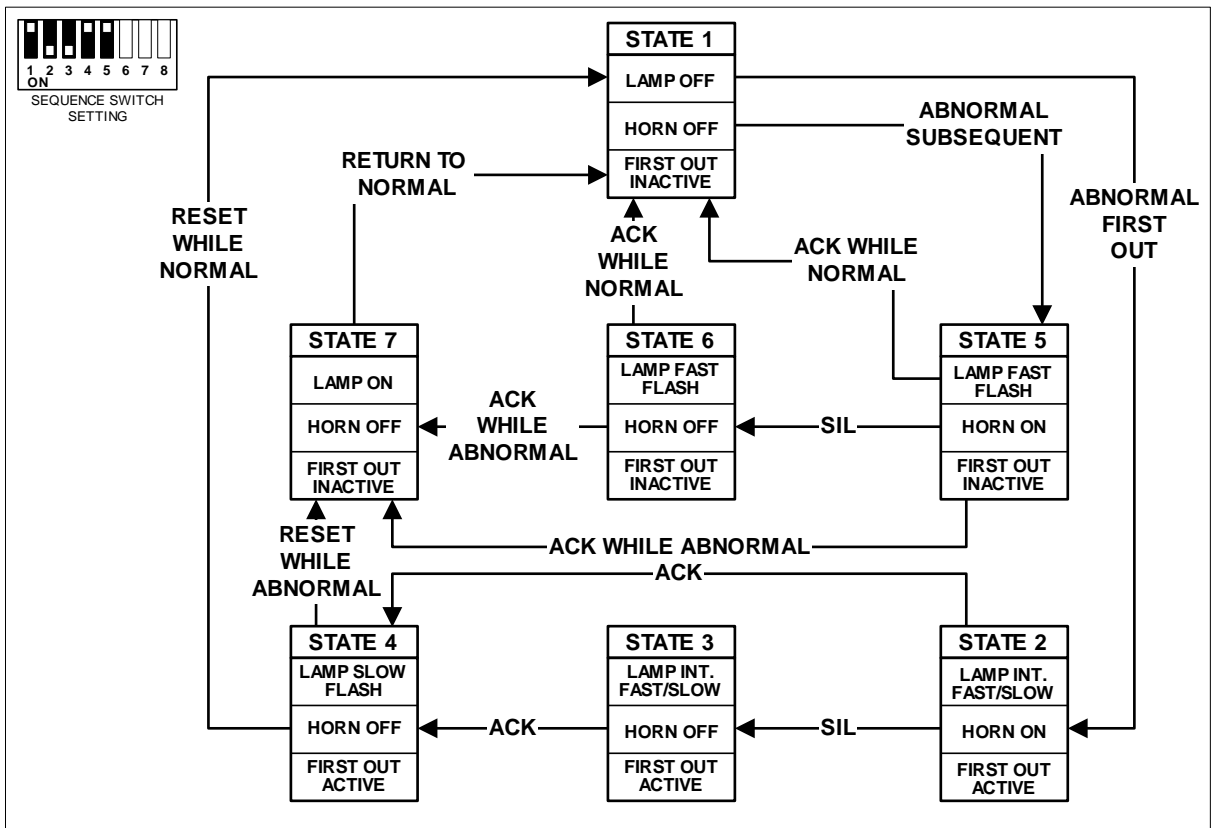 1 2 3 4 5 6 7 8
ON
SEQUENCE SWITCH
SETTING
STATE 1
LAMP OFF
HORN OFF
FIRST OUT
INACTIVE
ABNORMAL
SUBSEQUENT
ABNORMAL
FIRST
OUT
RETURN TO
NORMAL
RESET
WHILE
NORMAL
ACK
WHILE
NORMAL
ACK WHILE
NORMAL
STATE 7
LAMP ON
HORN OFF
FIRST OUT
INACTIVE
ACK
WHILE
ABNORMAL
STATE 6
LAMP FAST
FLASH
HORN OFF
FIRST OUT
INACTIVE
SIL
STATE 5
LAMP FAST
FLASH
HORN ON
FIRST OUT
INACTIVE
RESET
WHILE
ABNORMAL
ACK WHILE ABNORMAL
ACK
STATE 4
LAMP SLOW
FLASH
HORN OFF
FIRST OUT
ACTIVE
ACK
STATE 3
LAMP INT.
FAST/SLOW
HORN OFF
FIRST OUT
ACTIVE
SIL
STATE 2
LAMP INT.
FAST/SLOW
HORN ON
FIRST OUT
ACTIVE